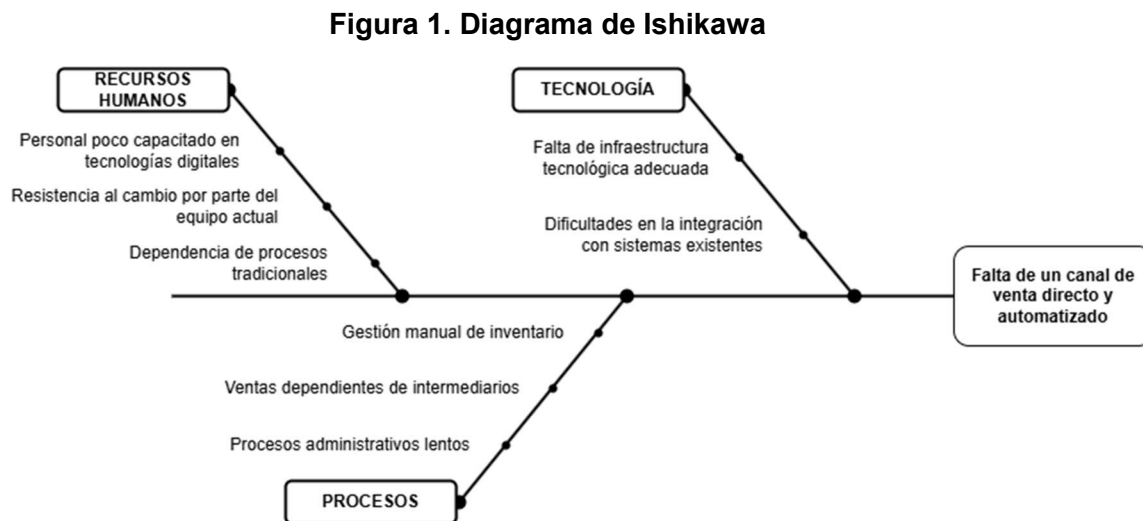 Figura 1. Diagrama de Ishikawa
RECURSOS
HUMANOS
Personal poco capacitado en
tecnologías digitales
Resistencia al cambio por parte del
equipo actual
Dependencia de procesos
tradicionales
TECNOLOGÍA
Falta de infraestructura
tecnológica adecuada
Dificultades en la integración
con sistemas existentes
Falta de un canal de
venta directo y
automatizado
Gestión manual de inventario
Ventas dependientes de intermediarios
Procesos administrativos lentos
PROCESOS